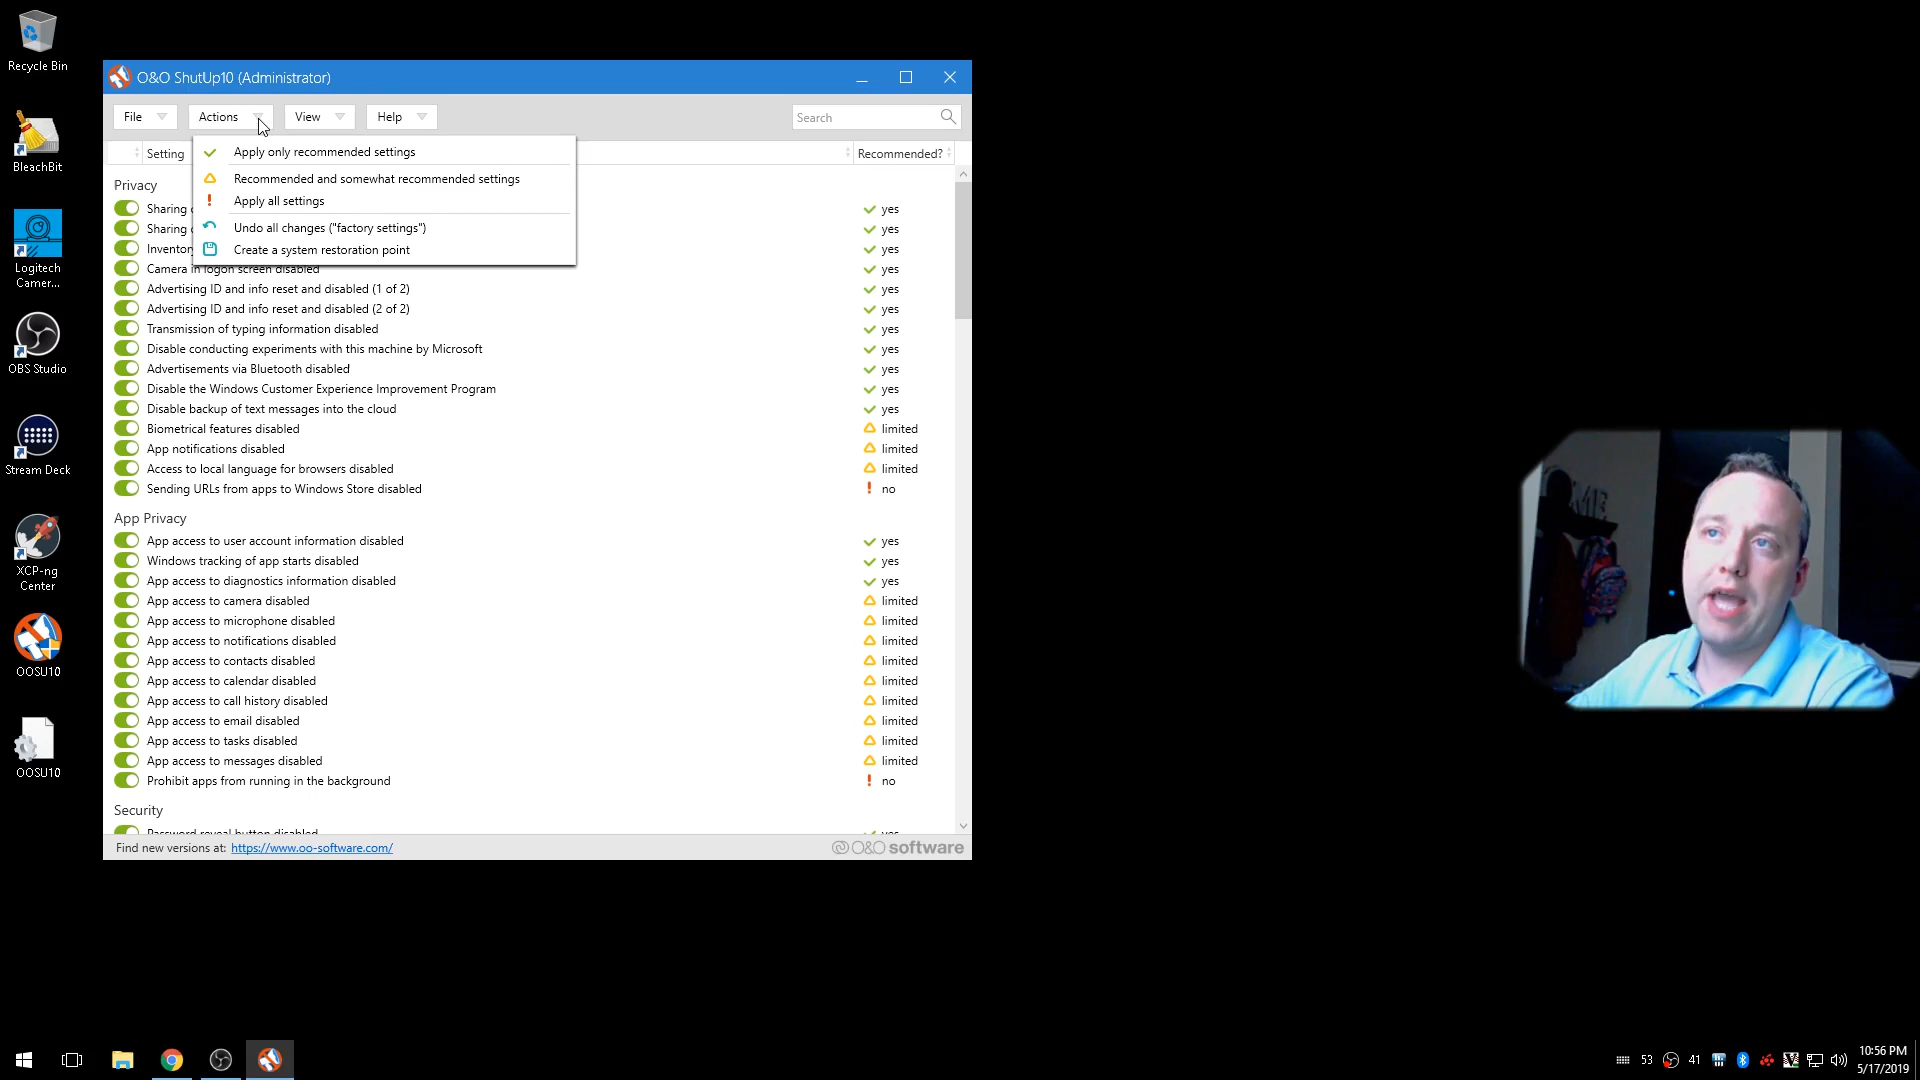 Recycle Bin
BleachBit
Logitech
Camer...
OBS Studio
Stream Deck
XCP-ng
Center
OOSU10
OOSU10
O&O ShutUp10 (Administrator)
File
Actions
View
Help
Search
Setting
Recommended?
Apply only recommended settings
Recommended and somewhat recommended settings
Apply all settings
Undo all changes ("factory settings")
Create a system restoration point
Privacy
Sharing
yes
Sharing
yes
Inventory
yes
Camera in logon screen disabled
yes
Advertising ID and info reset and disabled (1 of 2)
yes
Advertising ID and info reset and disabled (2 of 2)
yes
Transmission of typing information disabled
yes
Disable conducting experiments with this machine by Microsoft
yes
Advertisements via Bluetooth disabled
yes
Disable the Windows Customer Experience Improvement Program
yes
Disable backup of text messages into the cloud
yes
Biometrical features disabled
limited
App notifications disabled
limited
Access to local language for browsers disabled
limited
Sending URLs from apps to Windows Store disabled
no
App Privacy
App access to user account information disabled
yes
Windows tracking of app starts disabled
yes
App access to diagnostics information disabled
yes
App access to camera disabled
limited
App access to microphone disabled
limited
App access to notifications disabled
limited
App access to contacts disabled
limited
App access to calendar disabled
limited
App access to call history disabled
limited
App access to email disabled
limited
App access to tasks disabled
limited
App access to messages disabled
limited
Prohibit apps from running in the background
no
Security
Password reveal button disabled
yes
Find new versions at: https://www.oo-software.com/
O&O software
53
41
10:56 PM
5/17/2019